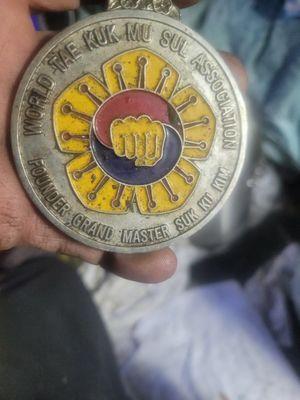 WORLD TAE KUK MU SUL ASSOCIATION
FOUNDER GRAND MASTER SUK KU KIM